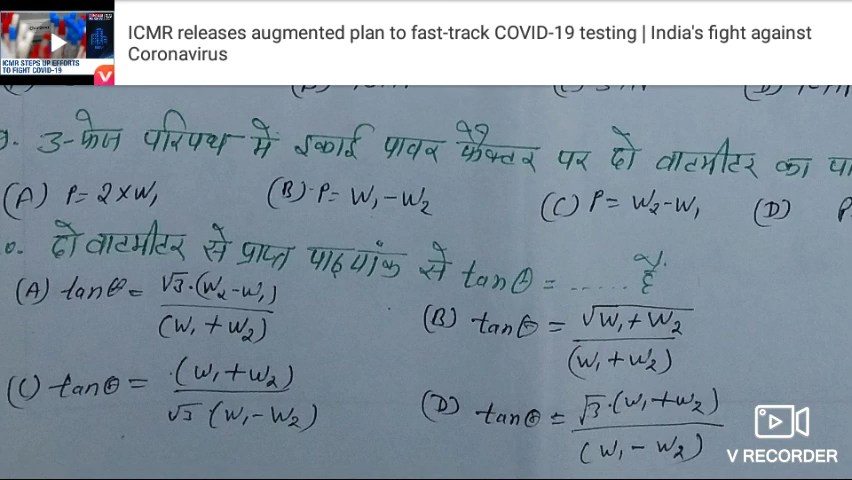 ICMR releases augmented plan to fast-track COVID-19 testing | India's fight against
Coronavirus
ICMR STEPS UP EFFORTS
TO FIGHT COVID-19
3-फेज परिपथ में इकाई पावर फैक्टर पर दो वाटमीटर का
(A) P = 2 x W₁ (B) P = W₁ - W₂ (C) P = W₂ - W₁ (D) P
दो वाटमीटर से प्राप्त पाठ्यांक से tanθ = ...... है
(A) tanθ = √3.(W₂-W₁) / (W₁ + W₂) (B) tanθ = √W₁+W₂ / (W₁+W₂)
(C) tanθ = (W₁+W₂) / √3 (W₁-W₂) (D) tanθ = √3.(W₁+W₂) / (W₁ - W₂)
V RECORDER